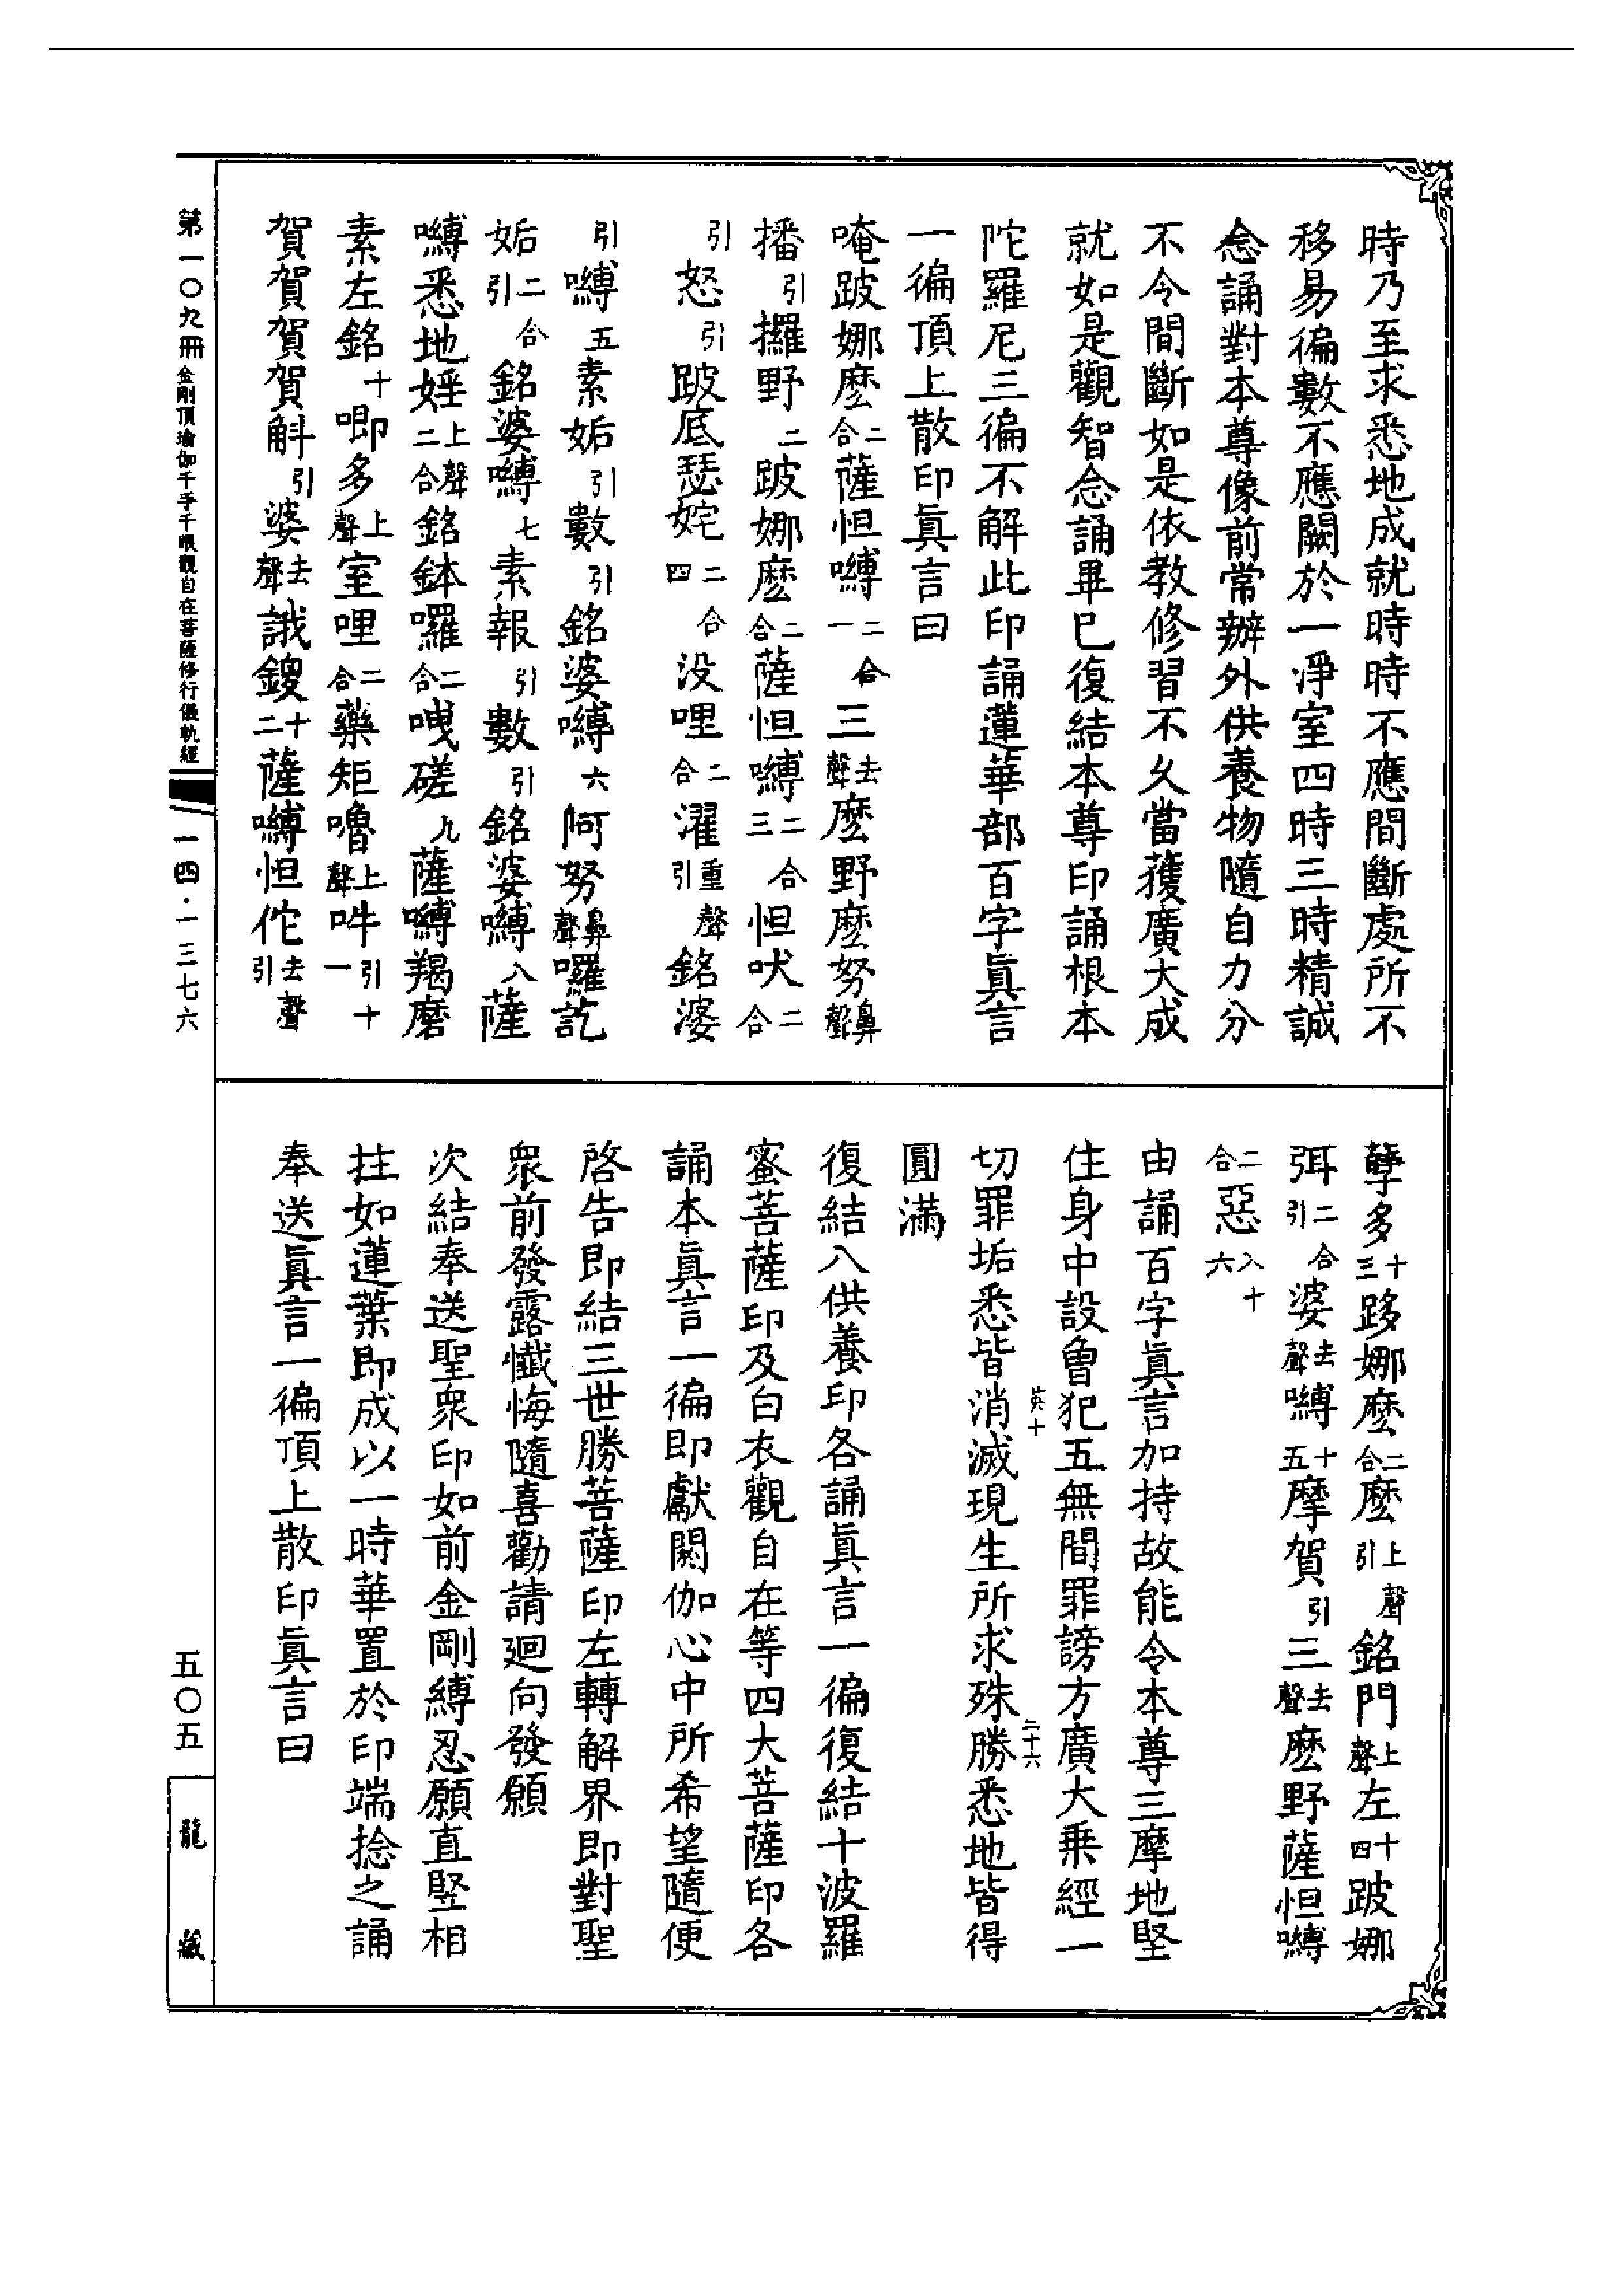 時乃至求悉地成就時時不應間斷處所不
移易徧數不應闕於一淨室四時三時精誠
念誦對本尊像前常辦外供養物隨自力分
不令間斷如是依教修習不久當獲廣大成
就如是觀智念誦畢已復結本尊印誦根本
陀羅尼三徧不解此印誦蓮華部百字眞言
一徧頂上散印眞言曰
唵跛娜麽二合薩怛嚩二合一三去聲麽野麽努鼻聲
播引攞野二跛娜麽二合薩怛嚩二合三怛吠二合
引怒引跛底瑟姹二合四没哩二合濯重聲引銘婆
引嚩五素姤引數引銘婆嚩六阿努鼻聲囉訖
姤二合引銘婆嚩七素報引數引銘婆嚩八薩
嚩悉地婬上聲二合銘鉢囉二合曳磋九薩嚩羯磨
素左銘十唧多上聲室哩二合藥矩嚕上聲吽引十一
賀賀賀賀斛引婆去聲誐鑁十二薩嚩怛佗去聲引
孽多十三跢娜麽二合麽上聲引銘門上聲左十四跛娜
弭二合引婆去聲嚩十五摩賀引三去聲麽野薩怛嚩
二合惡入十六
由誦百字眞言加持故能令本尊三摩地堅
住身中設曾犯五無間罪謗方廣大乘經一
切罪垢悉皆消滅現生所求殊勝悉地皆得
英十
二十六
圓滿
復結八供養印各誦眞言一徧復結十波羅
蜜菩薩印及白衣觀自在等四大菩薩印各
誦本眞言一徧即獻閼伽心中所希望隨便
啓告即結三世勝菩薩印左轉解界即對聖
衆前發露懺悔隨喜勸請廻向發願
次結奉送聖衆印如前金剛縛忍願直竪相
拄如蓮葉即成以一時華置於印端捻之誦
奉送眞言一徧頂上散印眞言曰
第一〇九冊 金剛頂瑜伽千手千眼觀自在菩薩修行儀軌經
一四·一三七六
五〇五
龍藏